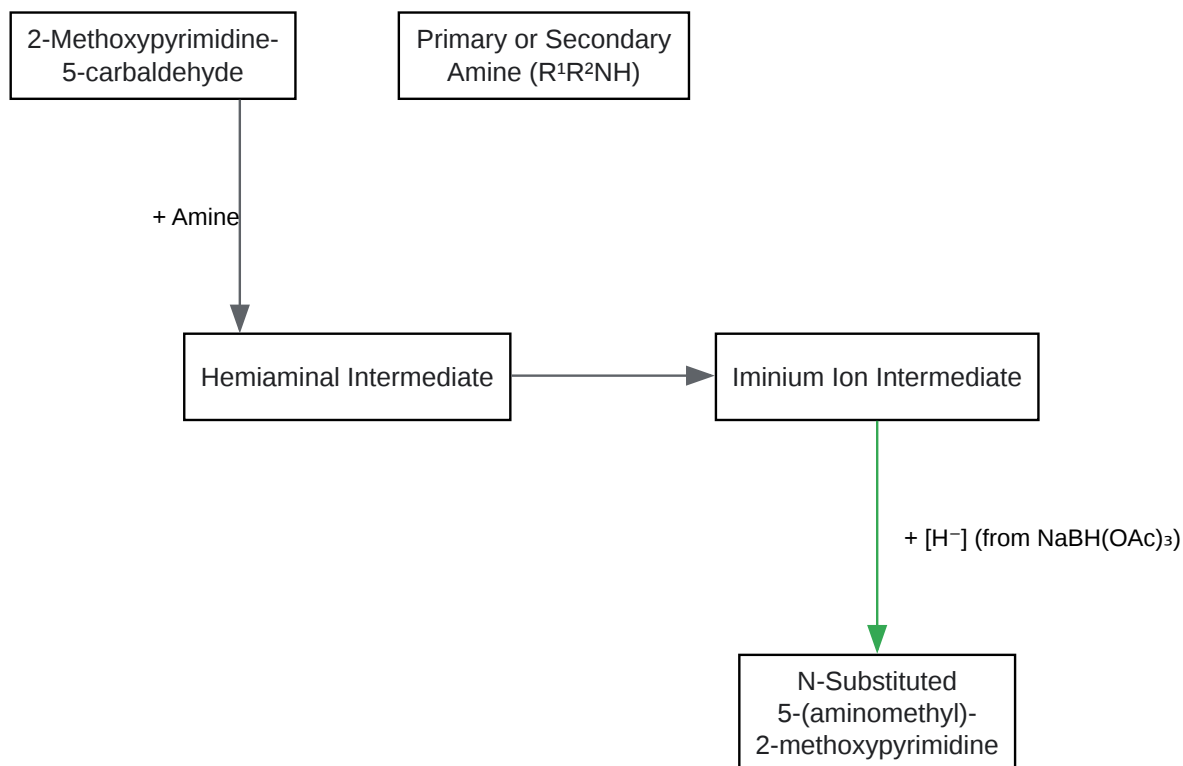 2-Methoxypyrimidine-
5-carbaldehyde
Primary or Secondary
Amine (R¹R²NH)
+ Amine
Hemiaminal Intermediate
Iminium Ion Intermediate
+ [H⁻] (from NaBH(OAc)₃)
N-Substituted
5-(aminomethyl)-
2-methoxypyrimidine